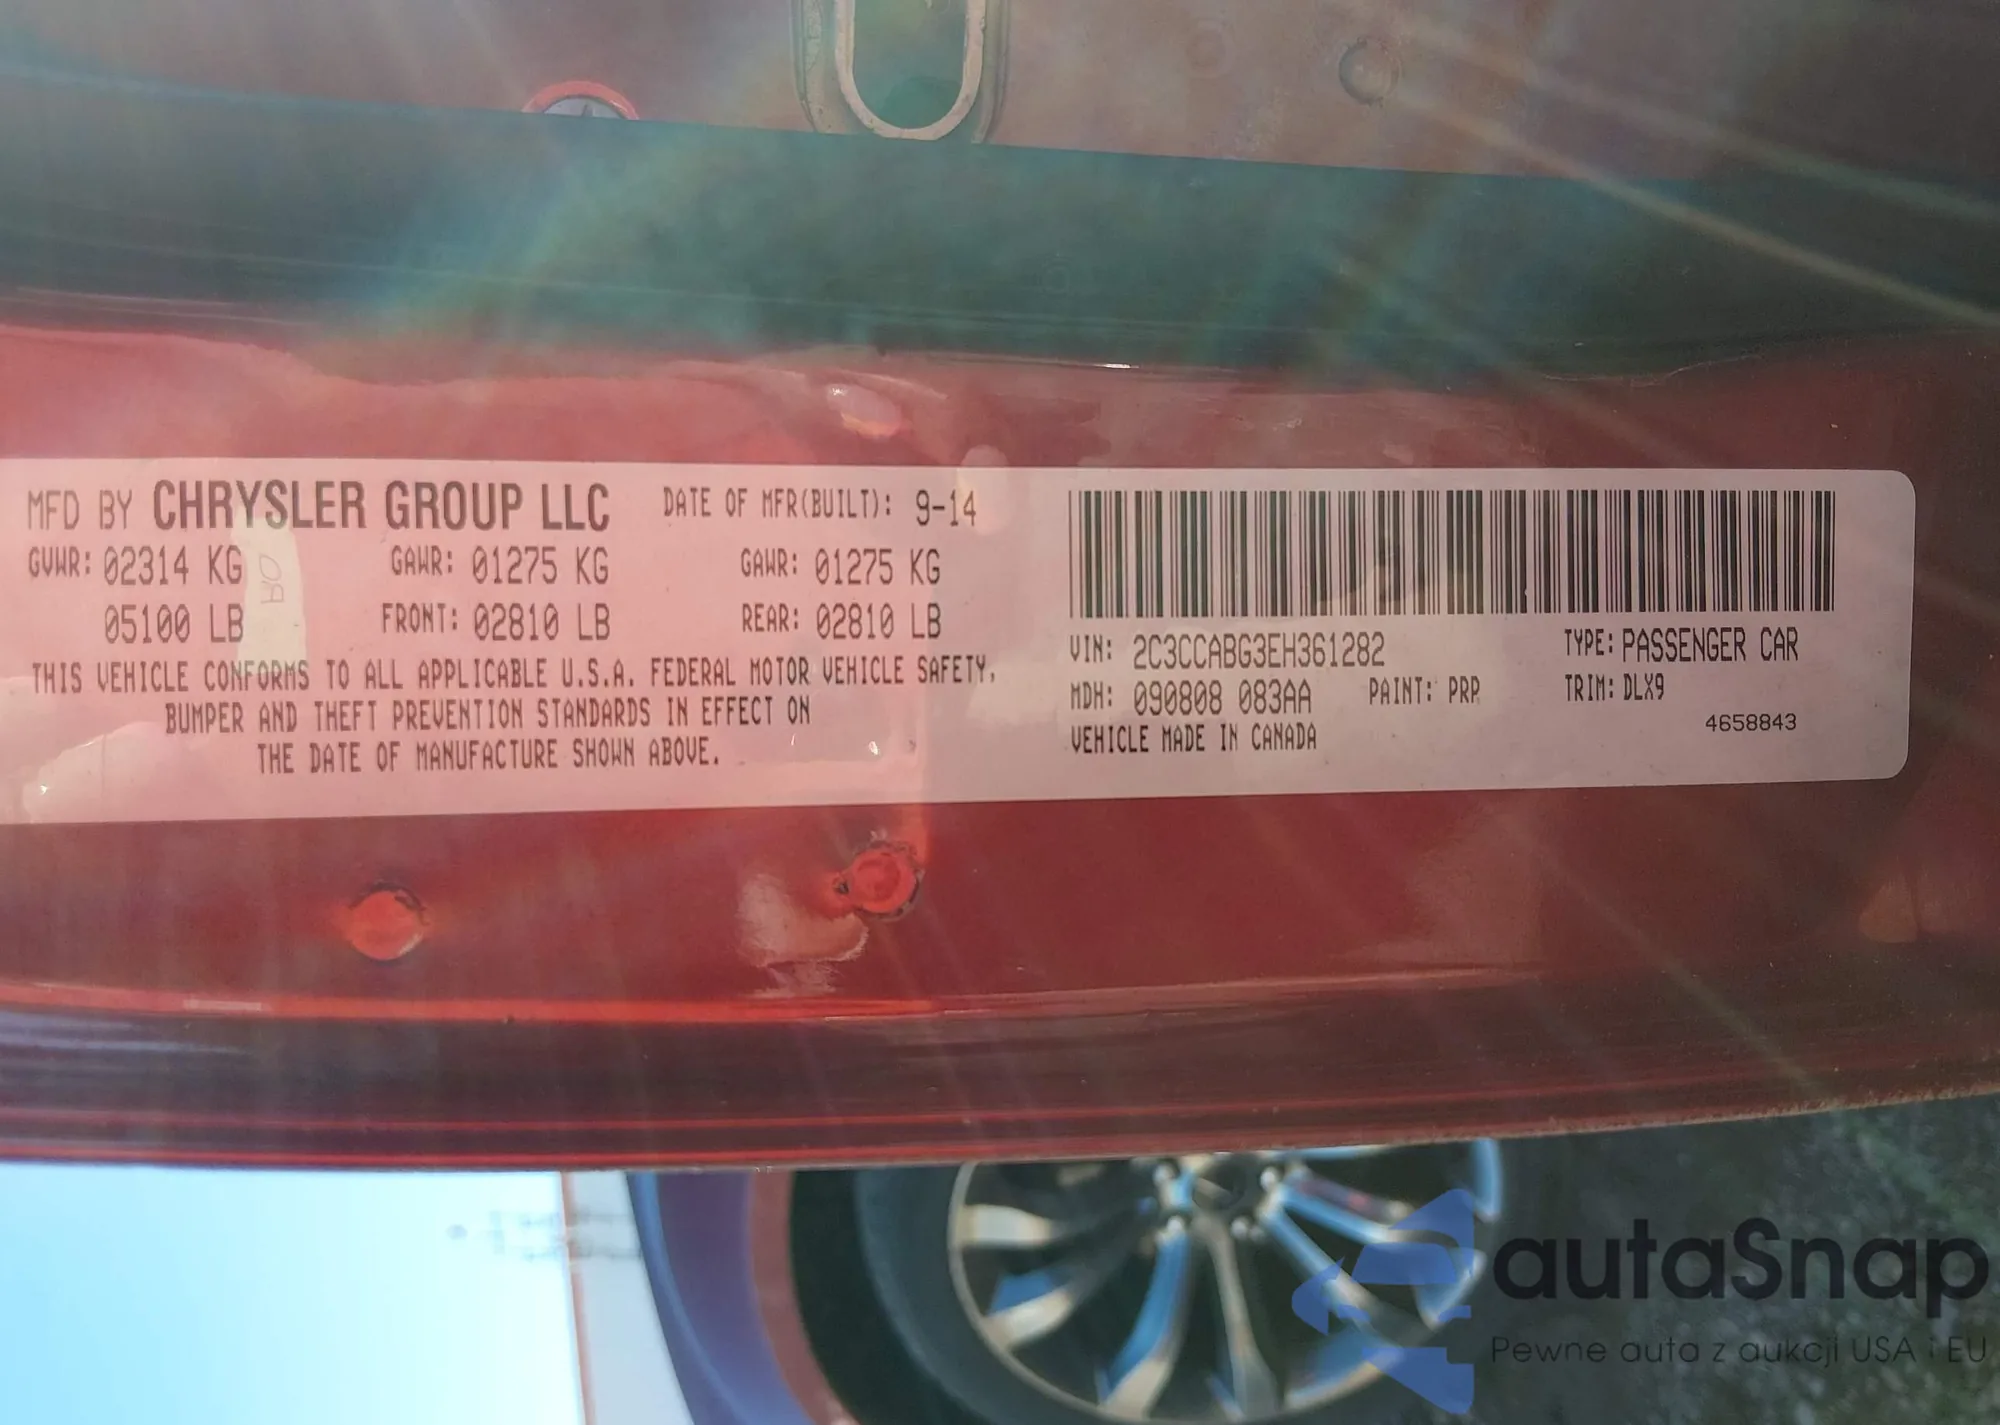 MFD BY CHRYSLER GROUP LLC
DATE OF MFR(BUILT): 9-14
GVWR: 02314 KG
GAWR: 01275 KG
GAWR: 01275 KG
05100 LB
FRONT: 02810 LB
REAR: 02810 LB
THIS VEHICLE CONFORMS TO ALL APPLICABLE U.S.A. FEDERAL MOTOR VEHICLE SAFETY,
BUMPER AND THEFT PREVENTION STANDARDS IN EFFECT ON
THE DATE OF MANUFACTURE SHOWN ABOVE.
VIN: 2C3CCABG3EH361282
TYPE: PASSENGER CAR
MDH: 090808 083AA
PAINT: PRP
TRIM: DLX9
VEHICLE MADE IN CANADA
4658843
autaSnap
Pewne auta z aukcji USA i EU